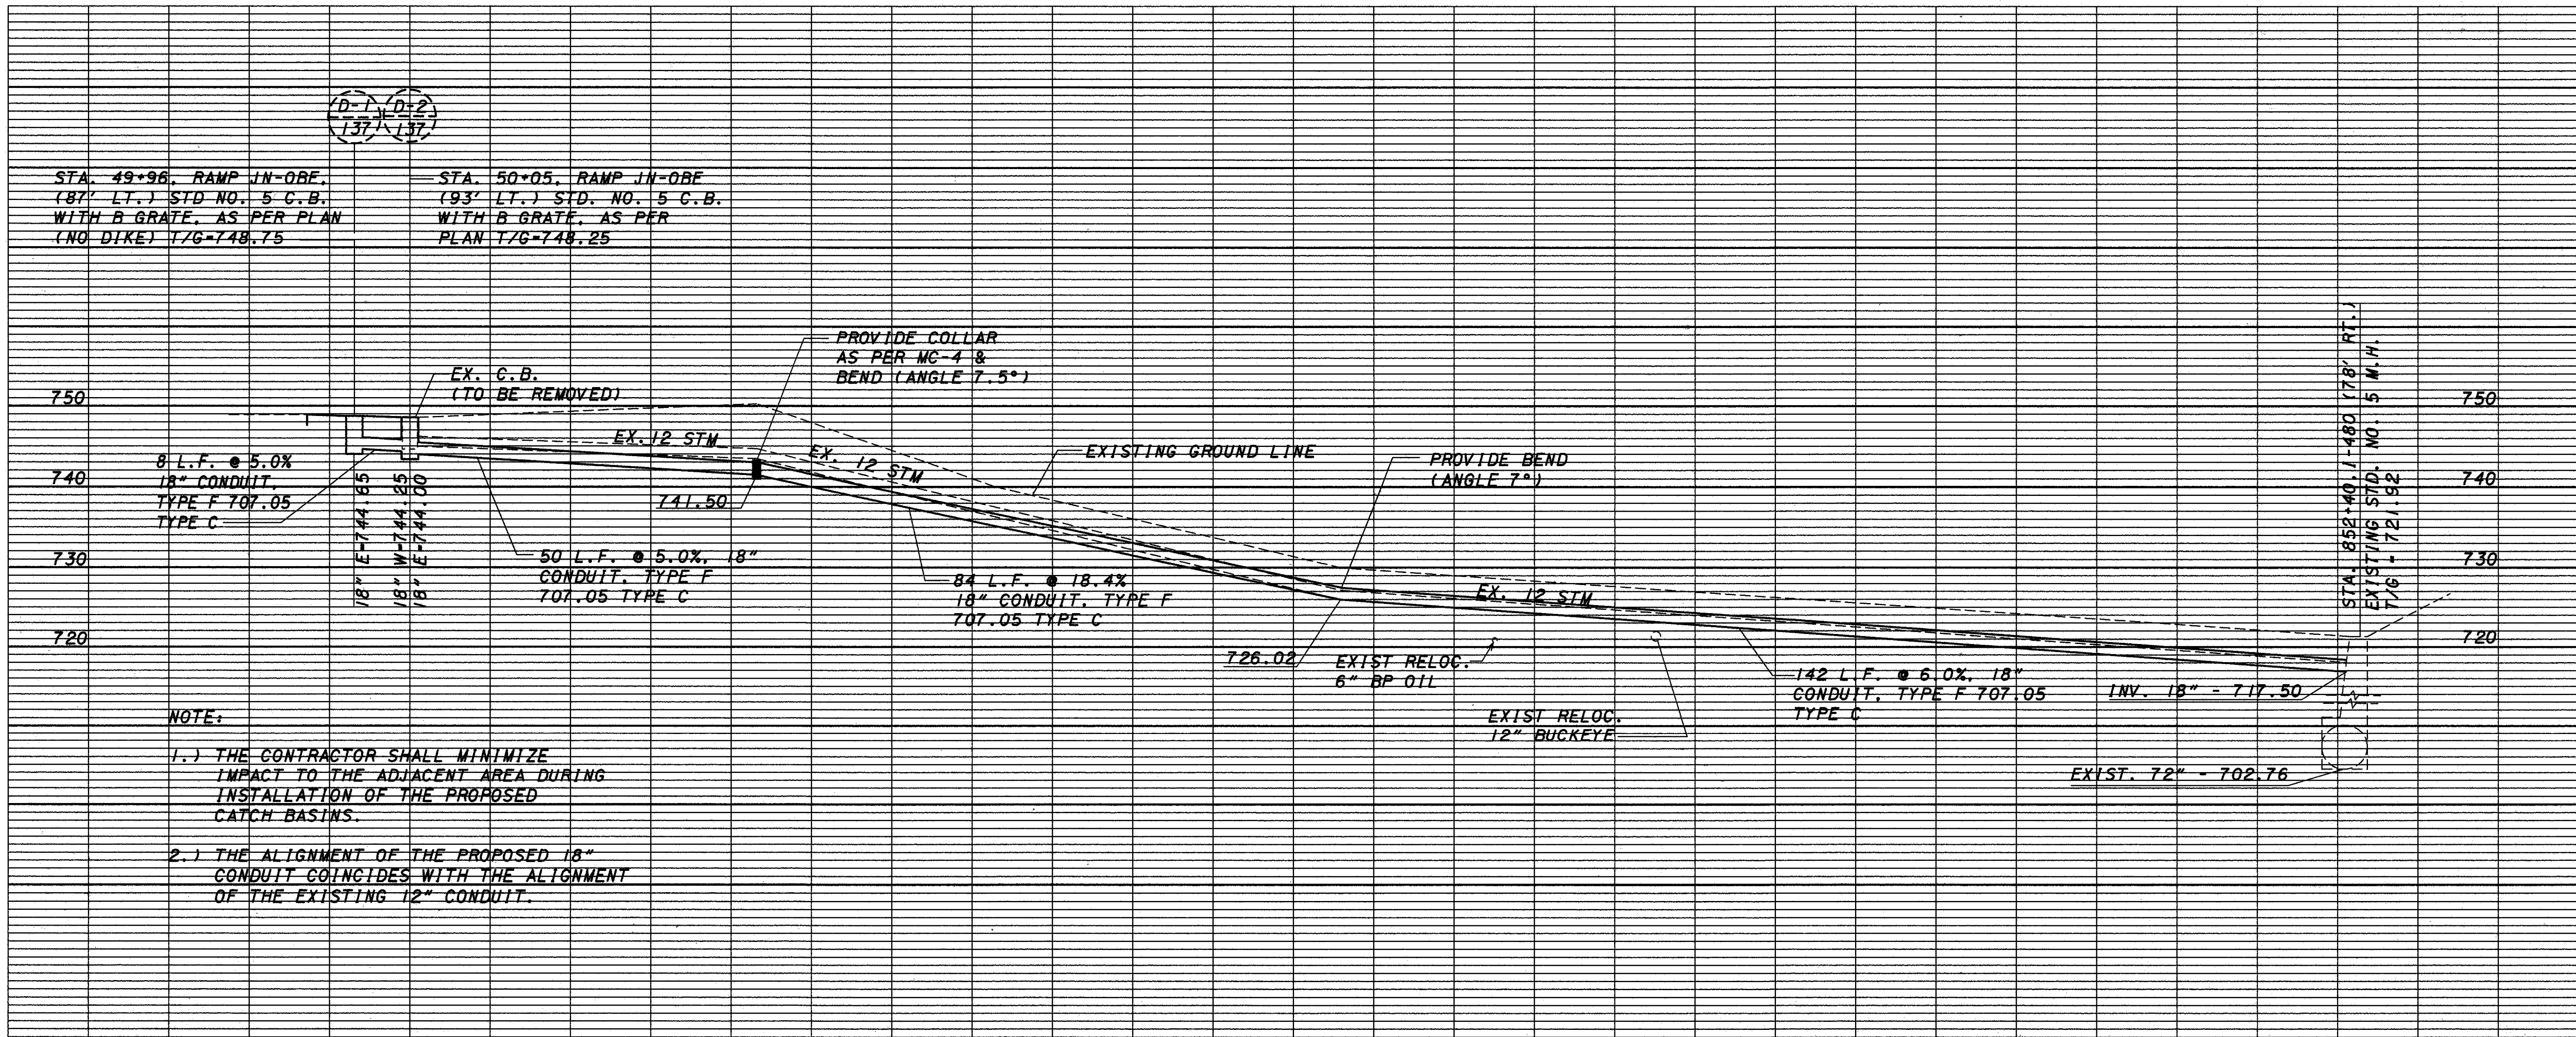 D-1
137
D-2
137
STA. 49+96, RAMP JN-OBE,
(87' LT.) STD NO. 5 C.B.
WITH B GRATE, AS PER PLAN
(NO DIKE) T/G=748.75
STA. 50+05, RAMP JN-OBE
(93' LT.) STD. NO. 5 C.B.
WITH B GRATE, AS PER
PLAN T/G=748.25
PROVIDE COLLAR
AS PER MC-4 &
BEND (ANGLE 7.5°)
EX. C.B.
(TO BE REMOVED)
750
740
730
720
8 L.F. @ 5.0%
18" CONDUIT,
TYPE F 707.05
TYPE C
18" E-744.65
18" W-744.25
18" E-744.00
EX. 12 STM
EX. 12 STM
EXISTING GROUND LINE
741.50
50 L.F. @ 5.0%, 18"
CONDUIT, TYPE F
707.05 TYPE C
84 L.F. @ 18.4%
18" CONDUIT, TYPE F
707.05 TYPE C
PROVIDE BEND
(ANGLE 7°)
EX. 12 STM
726.02
EXIST RELOC.
6" BP OIL
EXIST RELOC.
12" BUCKEYE
142 L.F. @ 6.0%, 18"
CONDUIT, TYPE F 707.05
TYPE C
INV. 18" - 717.50
EXIST. 72" - 702.76
STA. 852+40, I-480 (178' RT.)
EXISTING STD. NO. 5 M.H.
T/G = 721.92
750
740
730
720
NOTE:
1.) THE CONTRACTOR SHALL MINIMIZE
IMPACT TO THE ADJACENT AREA DURING
INSTALLATION OF THE PROPOSED
CATCH BASINS.
2.) THE ALIGNMENT OF THE PROPOSED 18"
CONDUIT COINCIDES WITH THE ALIGNMENT
OF THE EXISTING 12" CONDUIT.